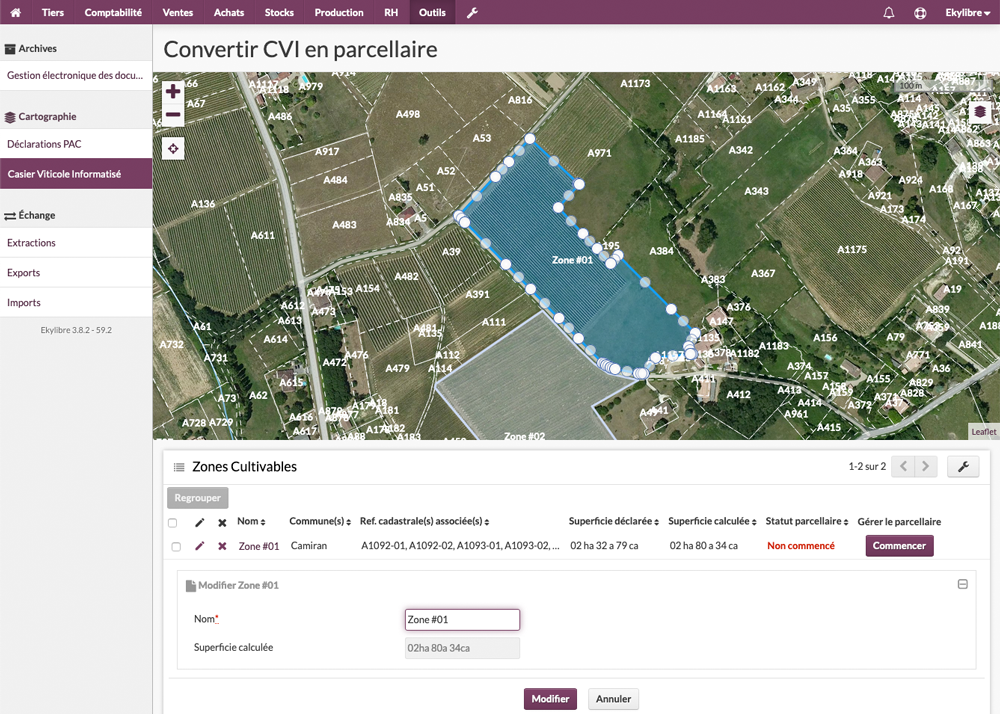 Tiers Comptabilité Ventes Achats Stocks Production RH Outils Ekylibre
Archives
Gestion électronique des docu...
Cartographie
Déclarations PAC
Casier Viticole Informatisé
Échange
Extractions
Exports
Imports
Ekylibre 3.8.2 - 59.2
Convertir CVI en parcellaire
A979
A816
A1173
A1163
A1162
A349
A344
A355
A35
100 m
A67
A486
A498
A1164
A1161
A114
A53
A1185
A917
A971
A342
A364
A363
A52
A484
A51
A918
A924
A168
A835
A343
A921
A167
A136
A483
A834
A5
A173
A174
A611
A39
A195
A384
A1175
A92
A191
Zone #01
A482
A383
A367
A154
A391
A19
A612
A473
A376
A839
A613
A111
A147
A61
A481
A135
A1135
A156
A79
A732
A614
A1183
A841
A731
A476
A112
A1182
A771
A472
A479
A114
A374
A36
A615
A157
A155
A829
A411
A413
A159
A828
A73
A62
A412
A414
A372
A616
A181
A961
A728
A729
A617
A183
A415
Zone #02
Leaflet
Zones Cultivables
1-2 sur 2
Regrouper
Nom Commune(s) Ref. cadastrale(s) associée(s) Superficie déclarée Superficie calculée Statut parcellaire Gérer le parcellaire
Zone #01 Camiran A1092-01, A1092-02, A1093-01, A1093-02, ... 02 ha 32 a 79 ca 02 ha 80 a 34 ca Non commencé Commencer
Modifier Zone #01
Nom* Zone #01
Superficie calculée 02ha 80a 34ca
Modifier Annuler